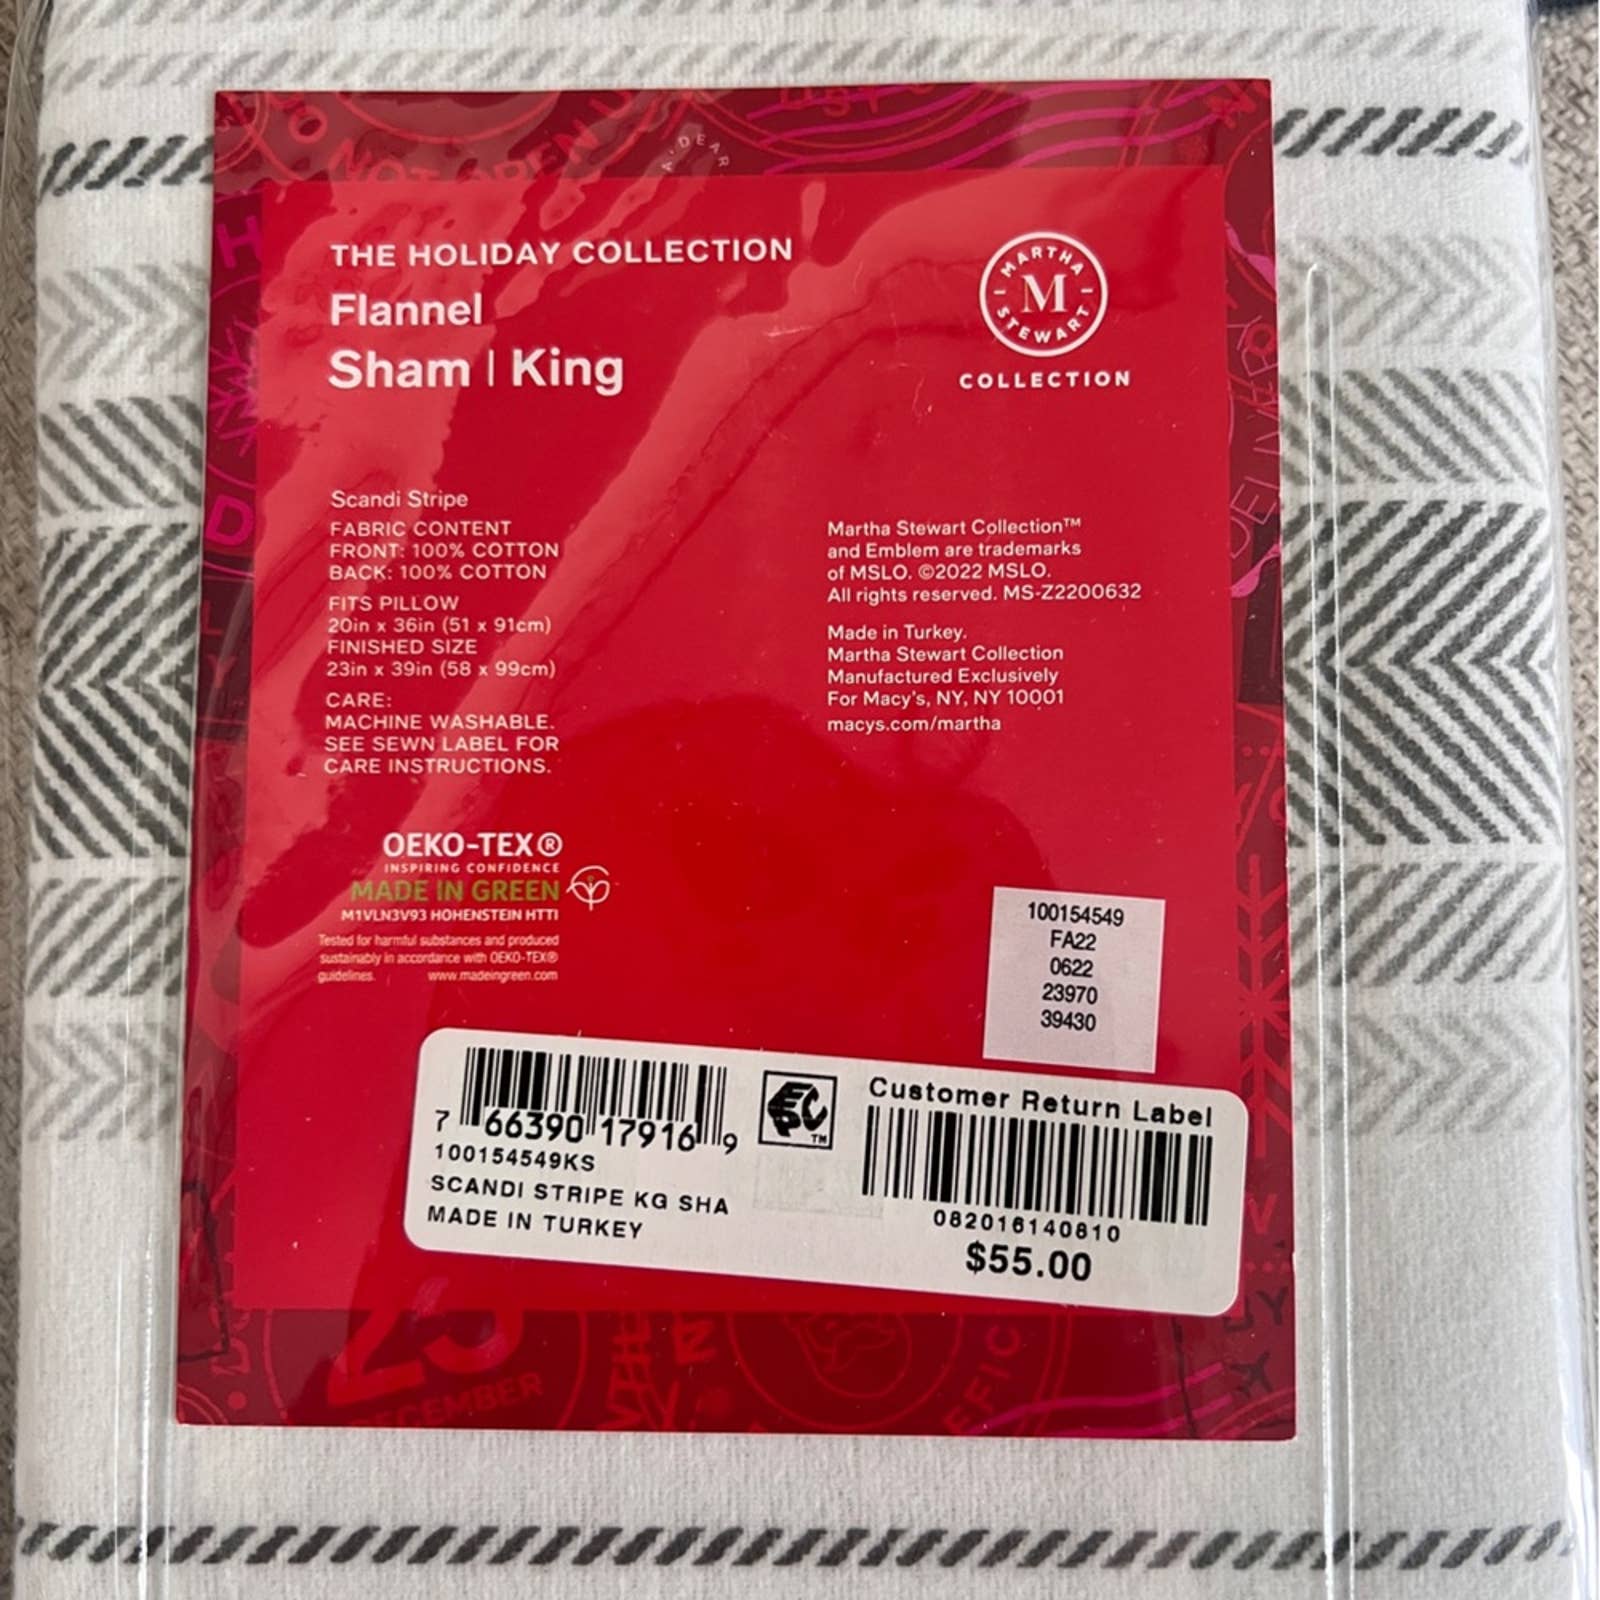 NOT OPEN U
A·DEAR
THE HOLIDAY COLLECTION
Flannel
Sham | King
MARTHA
M
STEWART
COLLECTION
Scandi Stripe
FABRIC CONTENT
FRONT: 100% COTTON
BACK: 100% COTTON
FITS PILLOW
20in x 36in (51 x 91cm)
FINISHED SIZE
23in x 39in (58 x 99cm)
CARE:
MACHINE WASHABLE.
SEE SEWN LABEL FOR
CARE INSTRUCTIONS.
Martha Stewart Collection™
and Emblem are trademarks
of MSLO. ©2022 MSLO.
All rights reserved. MS-Z2200632
Made in Turkey.
Martha Stewart Collection
Manufactured Exclusively
For Macy's, NY, NY 10001
macys.com/martha
OEKO-TEX®
INSPIRING CONFIDENCE
MADE IN GREEN
M1VLN3V93 HOHENSTEIN HTTI
Tested for harmful substances and produced
sustainably in accordance with OEKO-TEX®
guidelines. www.madeingreen.com
100154549
FA22
0622
23970
39430
7 66390 17916 9
100154549KS
SCANDI STRIPE KG SHA
MADE IN TURKEY
EPC™
Customer Return Label
082016140810
$55.00
25
DECEMBER